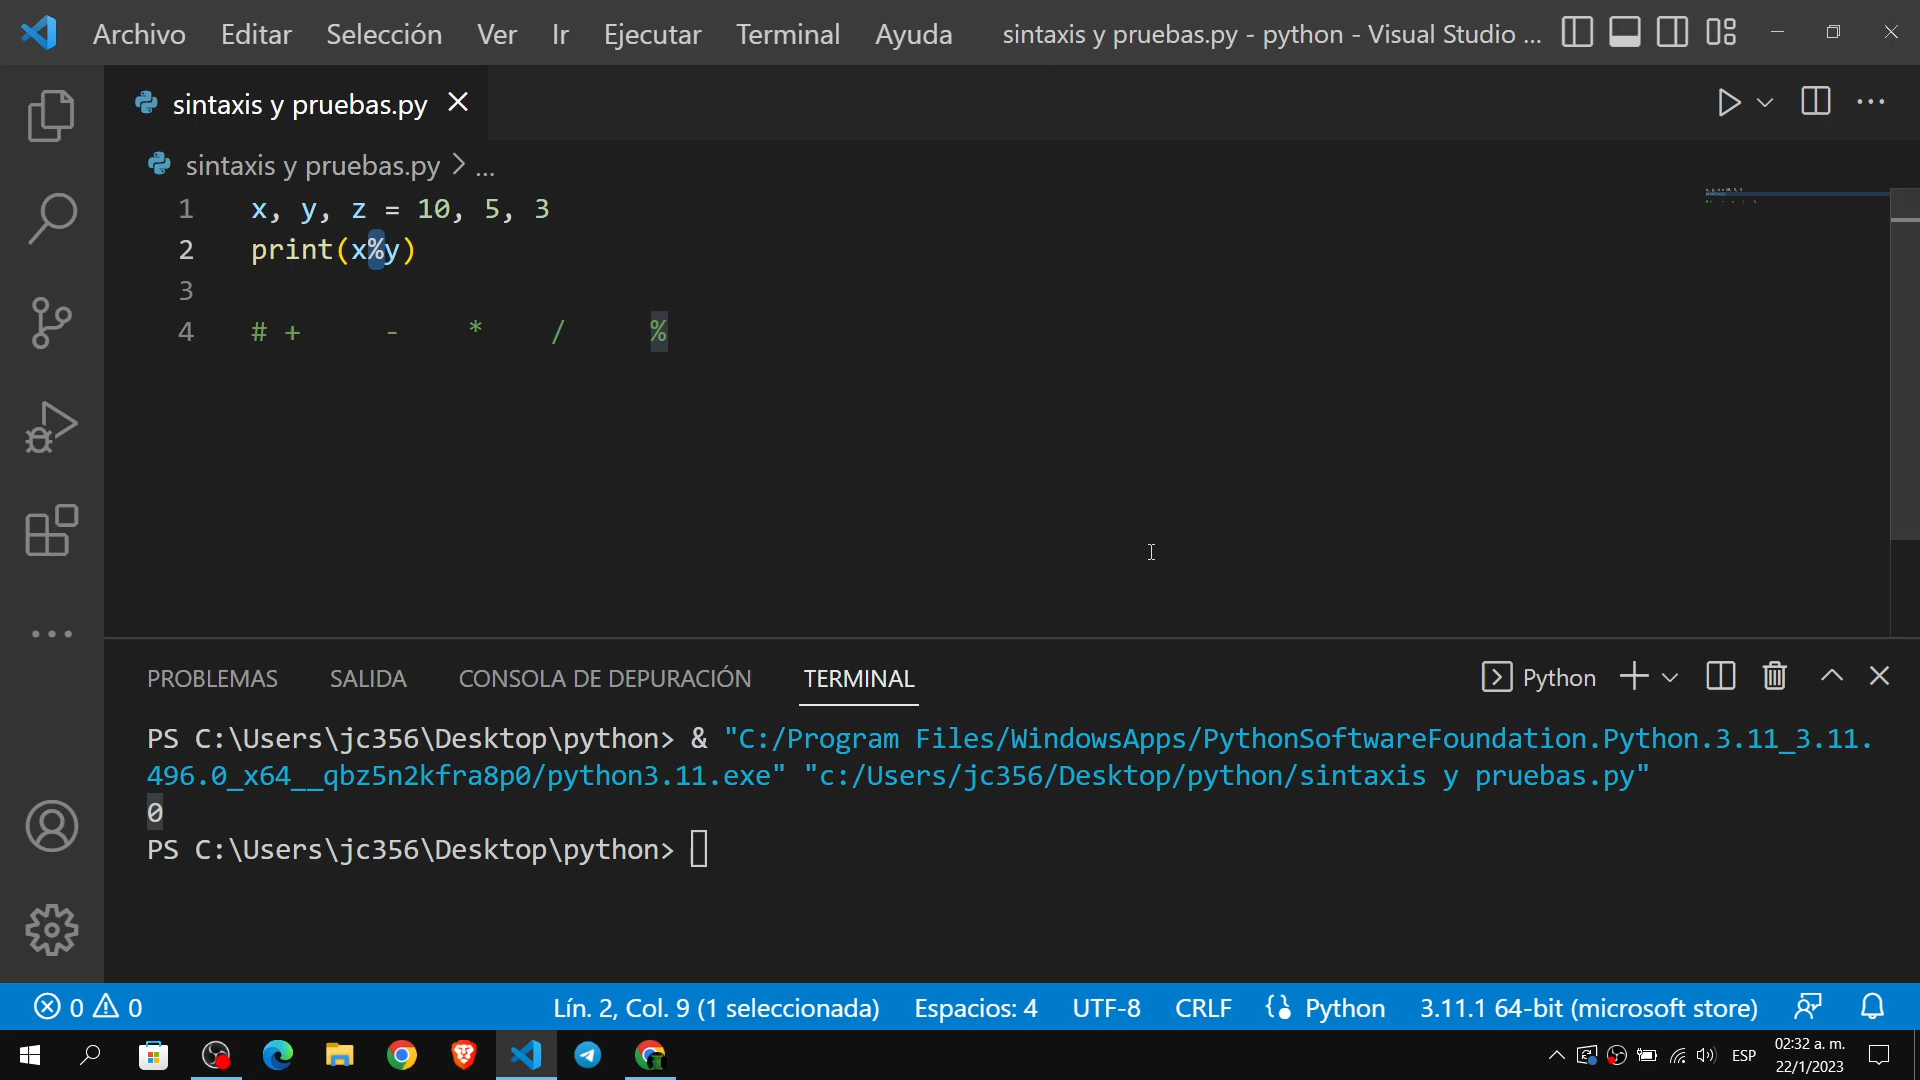 Archivo Editar Selección Ver Ir Ejecutar Terminal Ayuda sintaxis y pruebas.py - python - Visual Studio ...
sintaxis y pruebas.py
sintaxis y pruebas.py > ...
1 x, y, z = 10, 5, 3
2 print(x%y)
3
4 # + - * / %
PROBLEMAS SALIDA CONSOLA DE DEPURACIÓN TERMINAL Python
PS C:\Users\jc356\Desktop\python> & "C:/Program Files/WindowsApps/PythonSoftwareFoundation.Python.3.11_3.11.
496.0_x64__qbz5n2kfra8p0/python3.11.exe" "c:/Users/jc356/Desktop/python/sintaxis y pruebas.py"
0
PS C:\Users\jc356\Desktop\python>
0 0 Lín. 2, Col. 9 (1 seleccionada) Espacios: 4 UTF-8 CRLF Python 3.11.1 64-bit (microsoft store)
ESP 02:32 a. m.
22/1/2023